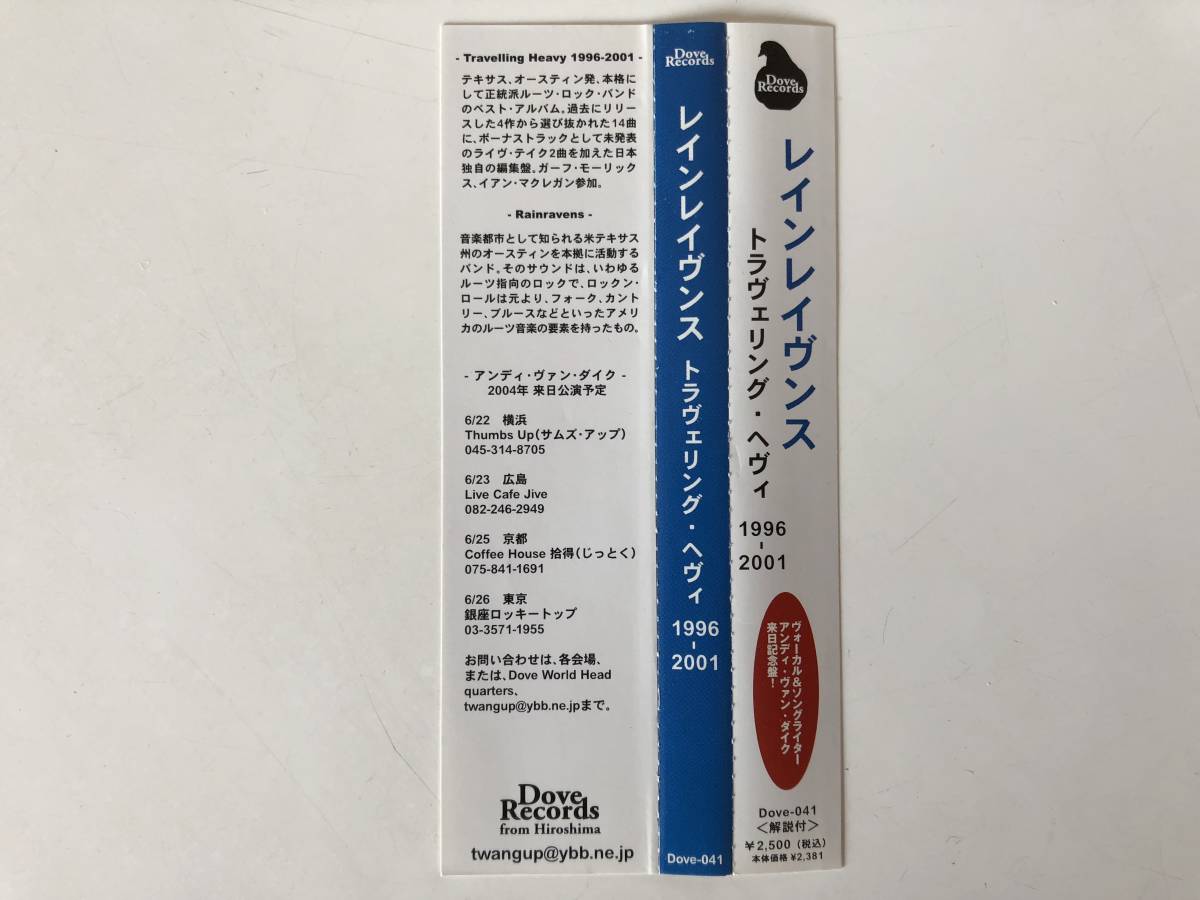 - Travelling Heavy 1996-2001 -
テキサス、オースティン発、本格に
して正統派ルーツ・ロック・バンド
のベスト・アルバム。過去にリリー
スした4作から選び抜かれた14曲
に、ボーナストラックとして未発表
のライヴ・テイク2曲を加えた日本
独自の編集盤。ガーフ・モーリック
ス、イアン・マクレガン参加。
- Rainravens -
音楽都市として知られる米テキサス
州のオースティンを本拠に活動する
バンド。そのサウンドは、いわゆる
ルーツ指向のロックで、ロックン・
ロールは元より、フォーク、カント
リー、ブルースなどといったアメリ
カのルーツ音楽の要素を持ったもの。
- アンディ・ヴァン・ダイク -
2004年 来日公演予定
6/22 横浜
Thumbs Up(サムズ・アップ)
045-314-8705
6/23 広島
Live Cafe Jive
082-246-2949
6/25 京都
Coffee House 拾得(じっとく)
075-841-1691
6/26 東京
銀座ロッキートップ
03-3571-1955
お問い合わせは、各会場、
または、Dove World Head
quarters、
twangup@ybb.ne.jpまで。
Dove
Records
from Hiroshima
twangup@ybb.ne.jp
Dove
Records
レインレイヴンス トラヴェリング・ヘヴィ
1996
-
2001
Dove-041
Dove
Records
レインレイヴンス
トラヴェリング・ヘヴィ
1996
-
2001
ヴォーカル&ソングライター
アンディ・ヴァン・ダイク
来日記念盤!
Dove-041
<解説付>
¥2,500(税込)
本体価格 ¥2,381